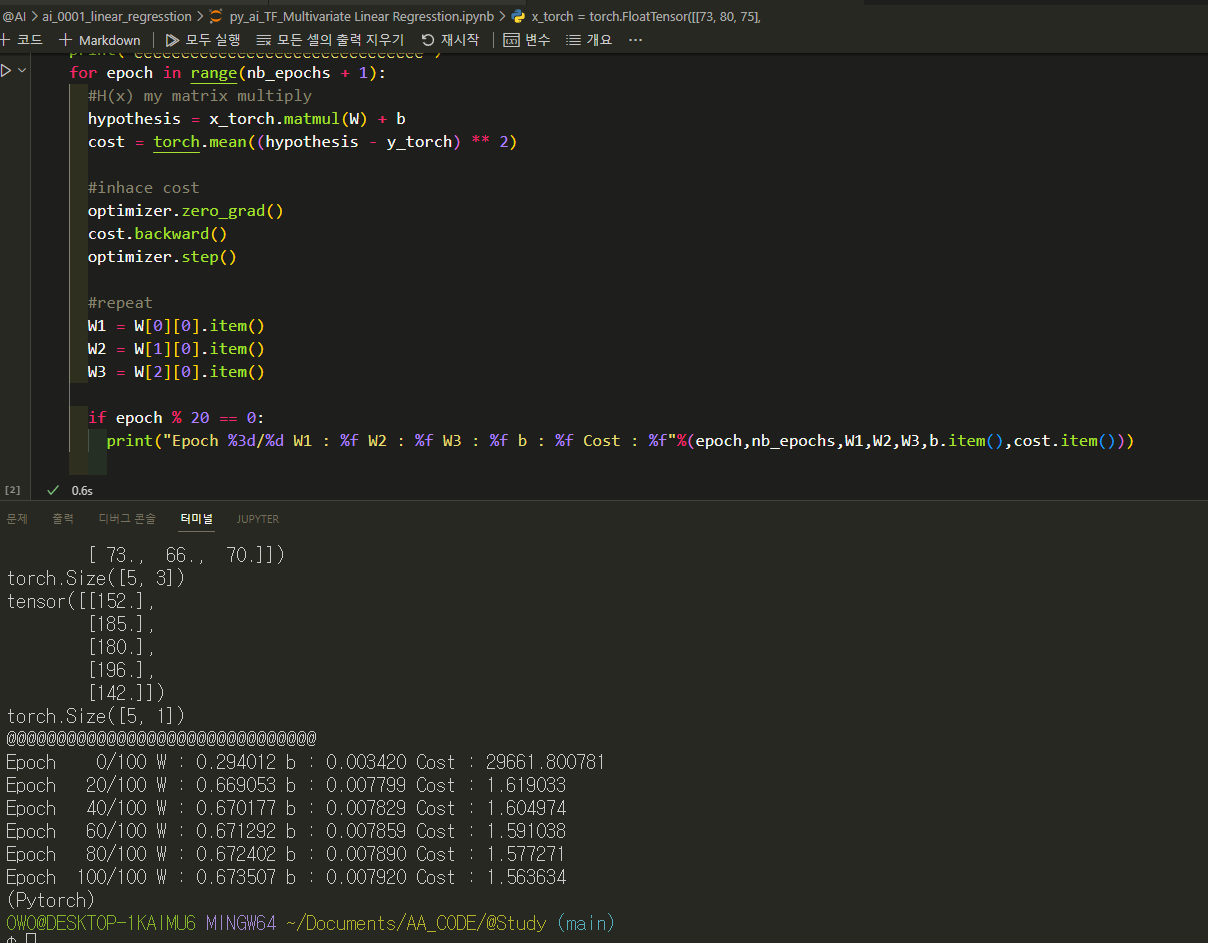 @AI > ai_0001_linear_regresstion > py_ai_TF_Multivariate Linear Regresstion.ipynb > x_torch = torch.FloatTensor([[73, 80, 75],
+ 코드 + Markdown | ▷ 모두 실행 모든 셀의 출력 지우기 재시작 | 변수 개요 ...
for epoch in range(nb_epochs + 1):
#H(x) my matrix multiply
hypothesis = x_torch.matmul(W) + b
cost = torch.mean((hypothesis - y_torch) ** 2)
#inhace cost
optimizer.zero_grad()
cost.backward()
optimizer.step()
#repeat
W1 = W[0][0].item()
W2 = W[1][0].item()
W3 = W[2][0].item()
if epoch % 20 == 0:
print("Epoch %3d/%d W1 : %f W2 : %f W3 : %f b : %f Cost : %f"%(epoch,nb_epochs,W1,W2,W3,b.item(),cost.item()))
[2] ✓ 0.6s
문제 출력 디버그 콘솔 터미널 JUPYTER
[ 73., 66., 70.]])
torch.Size([5, 3])
tensor([[152.],
[185.],
[180.],
[196.],
[142.]])
torch.Size([5, 1])
@@@@@@@@@@@@@@@@@@@@@@@@@@@@@@@
Epoch 0/100 W : 0.294012 b : 0.003420 Cost : 29661.800781
Epoch 20/100 W : 0.669053 b : 0.007799 Cost : 1.619033
Epoch 40/100 W : 0.670177 b : 0.007829 Cost : 1.604974
Epoch 60/100 W : 0.671292 b : 0.007859 Cost : 1.591038
Epoch 80/100 W : 0.672402 b : 0.007890 Cost : 1.577271
Epoch 100/100 W : 0.673507 b : 0.007920 Cost : 1.563634
(Pytorch)
OWO@DESKTOP-1KAIMU6 MINGW64 ~/Documents/AA_CODE/@Study (main)